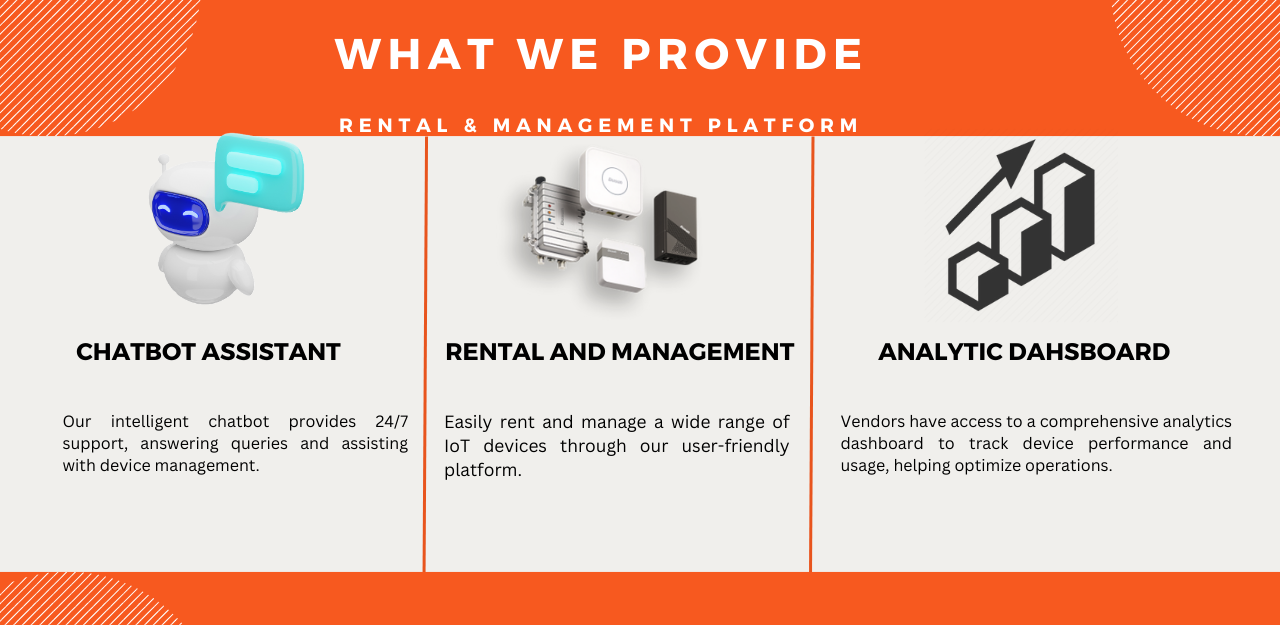 WHAT WE PROVIDE
RENTAL & MANAGEMENT PLATFORM
CHATBOT ASSISTANT
Our intelligent chatbot provides 24/7
support, answering queries and assisting
with device management.
RENTAL AND MANAGEMENT
Easily rent and manage a wide range of
IoT devices through our user-friendly
platform.
ANALYTIC DAHSBOARD
Vendors have access to a comprehensive analytics
dashboard to track device performance and
usage, helping optimize operations.